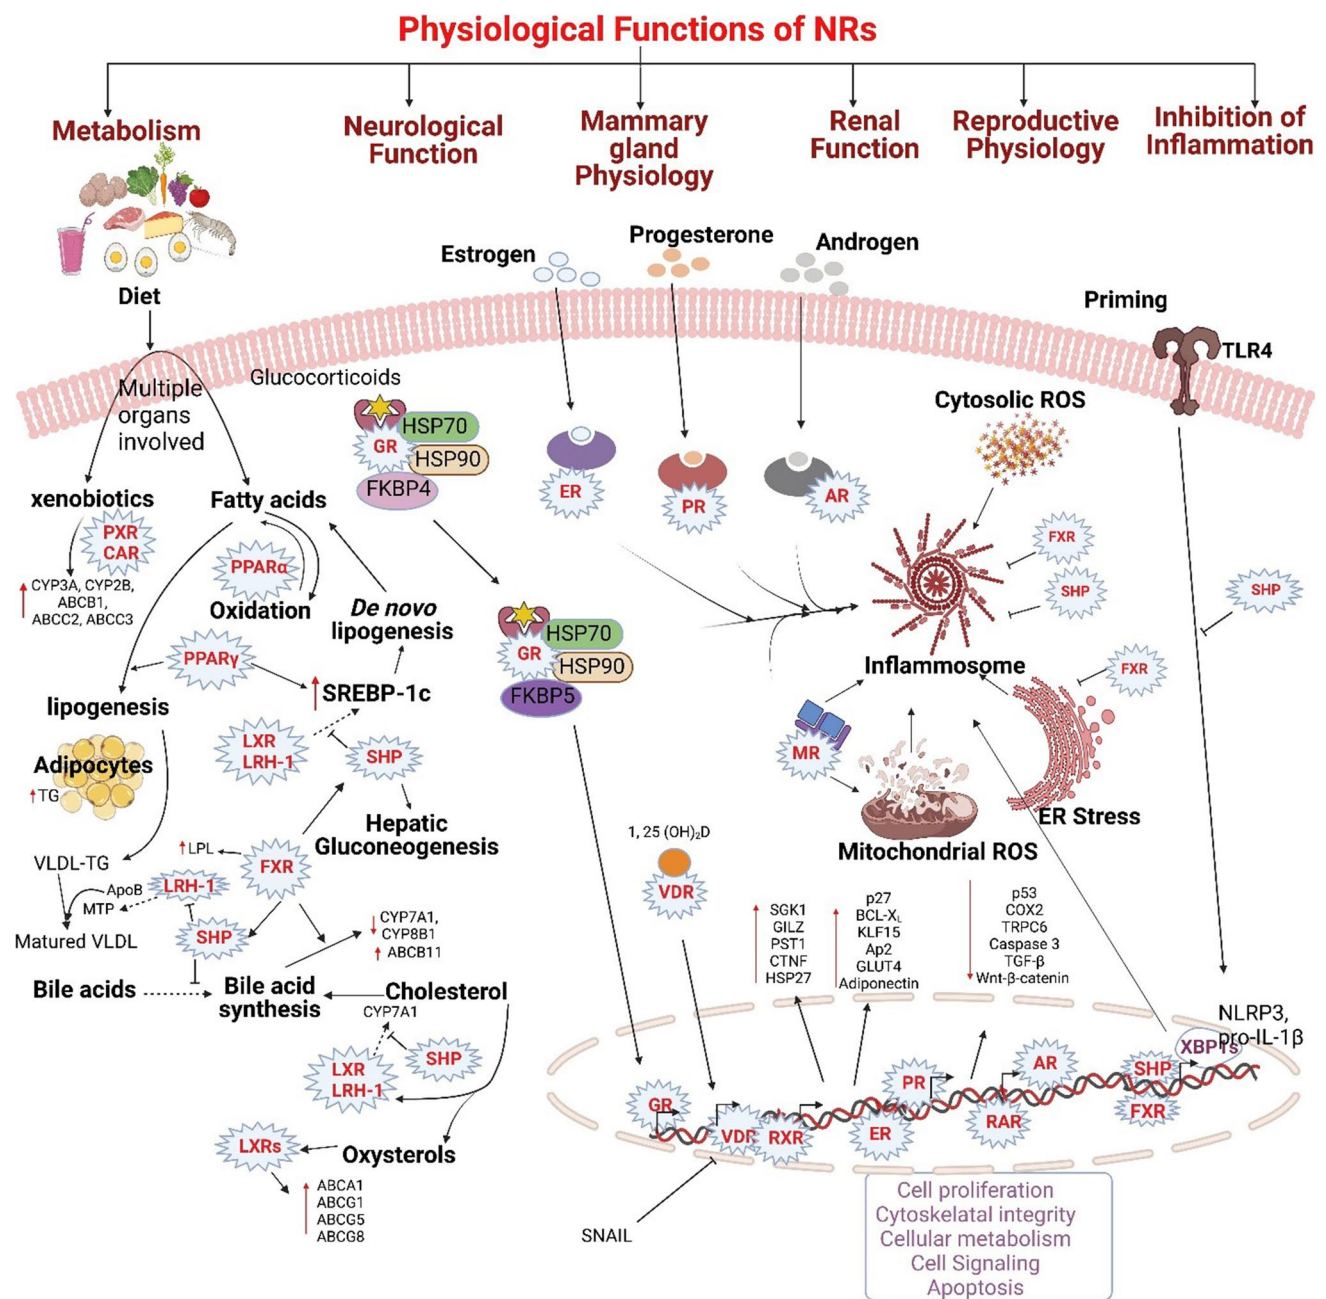 Physiological Functions of NRs
Metabolism
Neurological
Function
Mammary
gland
Physiology
Renal
Function
Reproductive
Physiology
Inhibition of
Inflammation
Diet
Estrogen
Progesterone
Androgen
Priming
TLR4
Multiple
organs
involved
Glucocorticoids
HSP70
GR
HSP90
FKBP4
ER
PR
AR
Cytosolic ROS
xenobiotics
PXR
CAR
CYP3A, CYP2B,
ABCB1,
ABCC2, ABCC3
Fatty acids
PPARα
Oxidation
De novo
lipogenesis
PPARγ
SREBP-1c
lipogenesis
LXR
LRH-1
SHP
Adipocytes
TG
Hepatic
Gluconeogenesis
HSP70
GR
HSP90
FKBP5
FXR
SHP
SHP
Inflammosome
FXR
MR
ER Stress
Mitochondrial ROS
VLDL-TG
LPL
FXR
ApoB
LRH-1
MTP
Matured VLDL
SHP
CYP7A1,
CYP8B1
ABCB11
Bile acids
Bile acid
synthesis
Cholesterol
CYP7A1
LXR
LRH-1
SHP
LXRs
Oxysterols
ABCA1
ABCG1
ABCG5
ABCG8
1, 25 (OH)₂D
VDR
SGK1
GILZ
PST1
CTNF
HSP27
p27
BCL-X_L
KLF15
Ap2
GLUT4
Adiponectin
p53
COX2
TRPC6
Caspase 3
TGF-β
Wnt-β-catenin
NLRP3,
pro-IL-1β
XBP1s
GR
VDR
RXR
PR
ER
AR
RAR
SHP
FXR
SNAIL
Cell proliferation
Cytoskelatal integrity
Cellular metabolism
Cell Signaling
Apoptosis